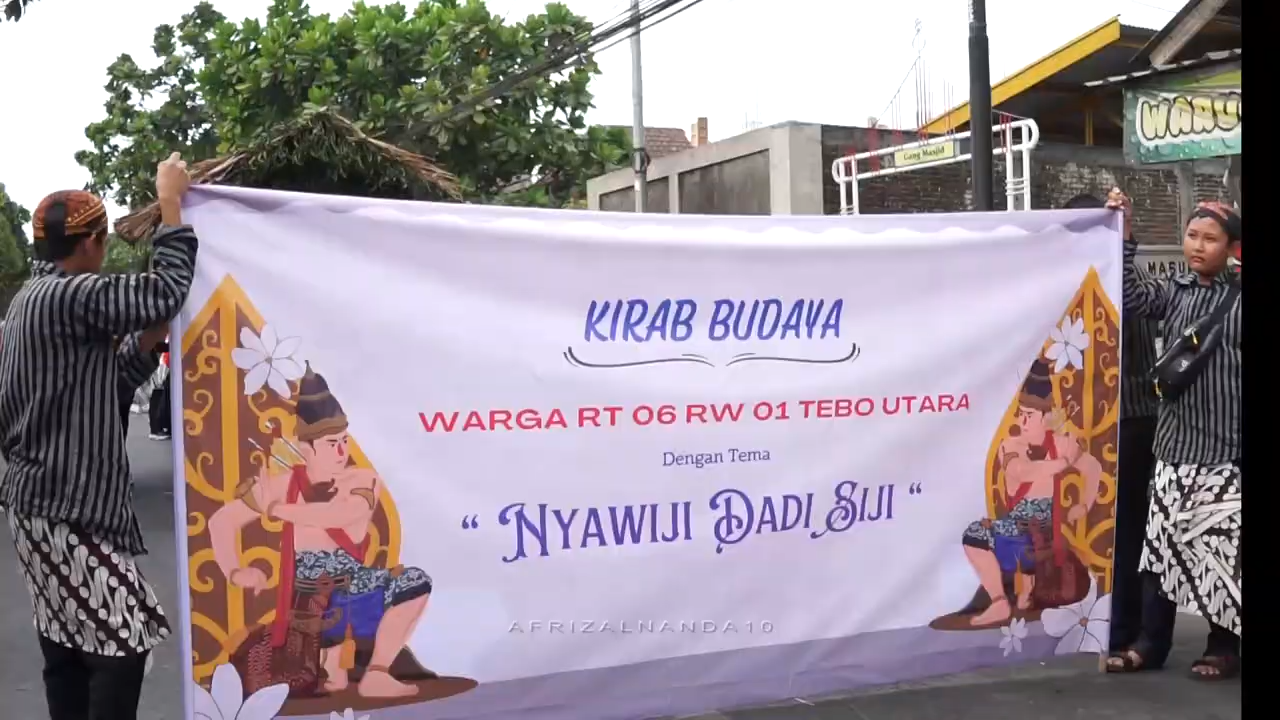 KIRAB BUDAYA
WARGA RT 06 RW 01 TEBO UTARA
Dengan Tema
“ NYAWIJI DADI SIJI “
AFRIZALNANDA10
Gang Masjid